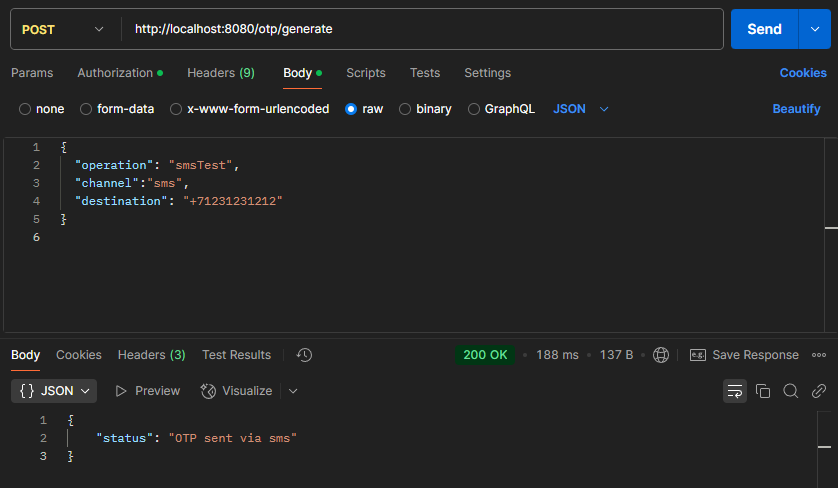 POST http://localhost:8080/otp/generate Send
Params Authorization Headers (9) Body Scripts Tests Settings Cookies
none form-data x-www-form-urlencoded raw binary GraphQL JSON Beautify
1 {
2 "operation": "smsTest",
3 "channel":"sms",
4 "destination": "+71231231212"
5 }
6
Body Cookies Headers (3) Test Results 200 OK • 188 ms • 137 B • e.g. Save Response
{} JSON Preview Visualize
1 {
2 "status": "OTP sent via sms"
3 }